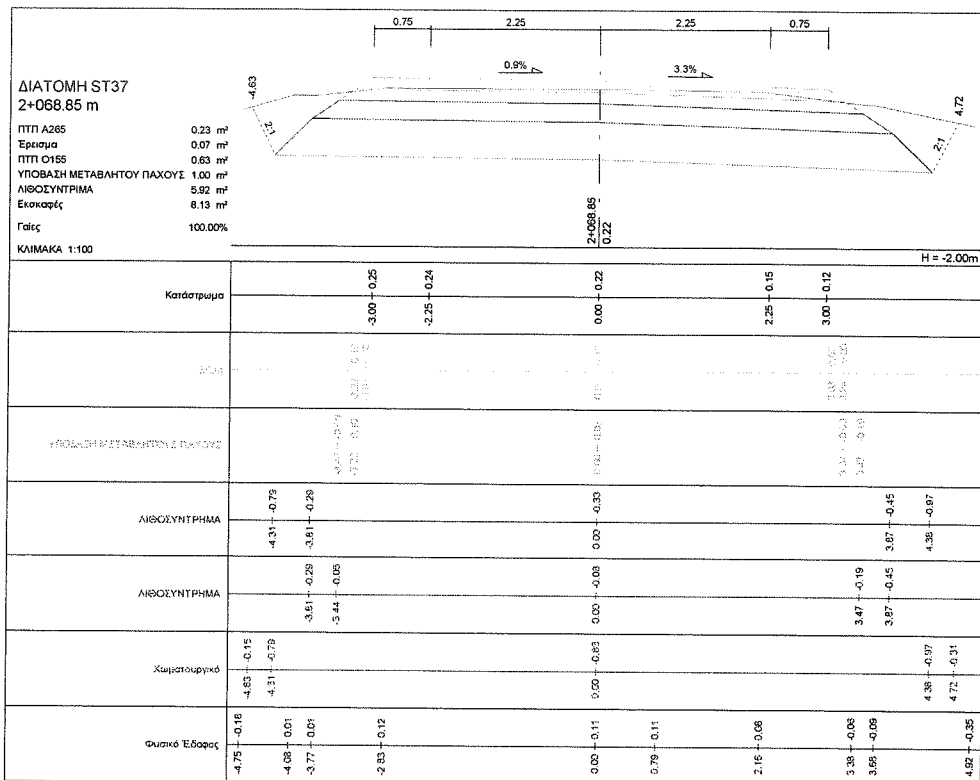 0.75 2.25 2.25 0.75
0.9% 3.3%
ΔΙΑΤΟΜΗ ST37
2+068.85 m
-4.63
4.72
2:1
2:1
ΠΤΠ Α265 0.23 m²
Έρεισμα 0.07 m²
ΠΤΠ Ο155 0.63 m²
ΥΠΟΒΑΣΗ ΜΕΤΑΒΛΗΤΟΥ ΠΑΧΟΥΣ 1.00 m²
ΛΙΘΟΣΥΝΤΡΙΜΑ 5.92 m²
Εκσκαφές 8.13 m²
Γαίες 100.00%
ΚΛΙΜΑΚΑ 1:100
2+068.85
0.22
H = -2.00m
Κατάστρωμα
-3.00 0.25
-2.25 0.24
0.00 0.22
2.25 0.15
3.00 0.12
ΥΠΟΒΑΣΗ ΜΕΤΑΒΛΗΤΟΥ ΠΑΧΟΥΣ
ΛΙΘΟΣΥΝΤΡΗΜΑ
-4.31 -0.79
-3.81 -0.29
0.00 -0.33
3.87 -0.45
4.38 -0.97
ΛΙΘΟΣΥΝΤΡΗΜΑ
-3.81 -0.29
-3.44 -0.05
0.00 -0.08
3.47 -0.19
3.87 -0.45
Χωματουργικό
-4.63 -0.15
-4.31 -0.79
0.00 -0.83
4.38 -0.97
4.72 -0.31
Φυσικό Έδαφος
-4.75 -0.18
-4.08 0.01
-3.77 0.01
-2.83 0.12
0.00 0.11
0.79 0.11
2.16 0.06
3.38 -0.06
3.68 -0.09
4.92 -0.35